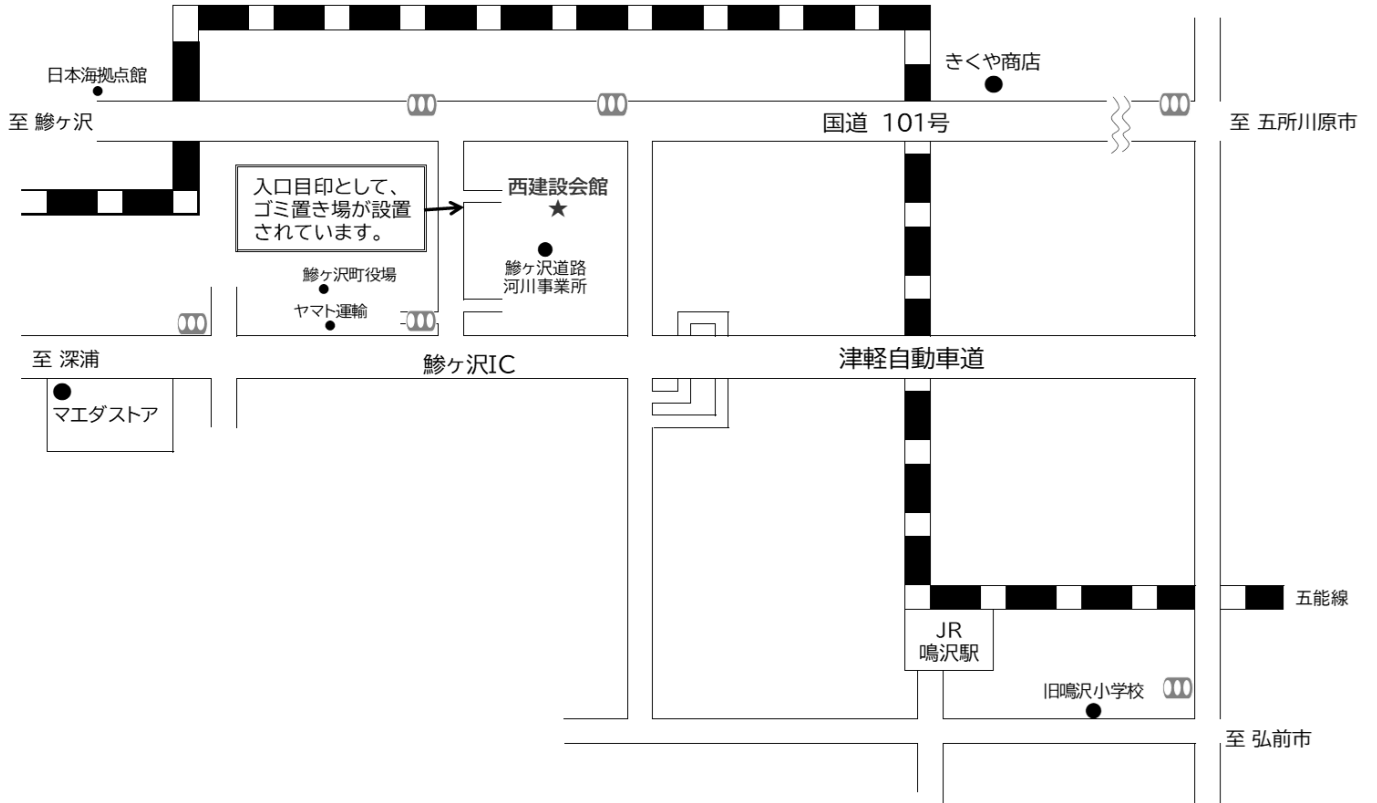 きくや商店
日本海拠点館
至 鰺ヶ沢
国道 101号
至 五所川原市
入口目印として、
ゴミ置き場が設置
されています。
西建設会館
鰺ヶ沢道路
河川事業所
鰺ヶ沢町役場
ヤマト運輸
至 深浦
鰺ヶ沢IC
津軽自動車道
マエダストア
五能線
JR
鳴沢駅
旧鳴沢小学校
至 弘前市